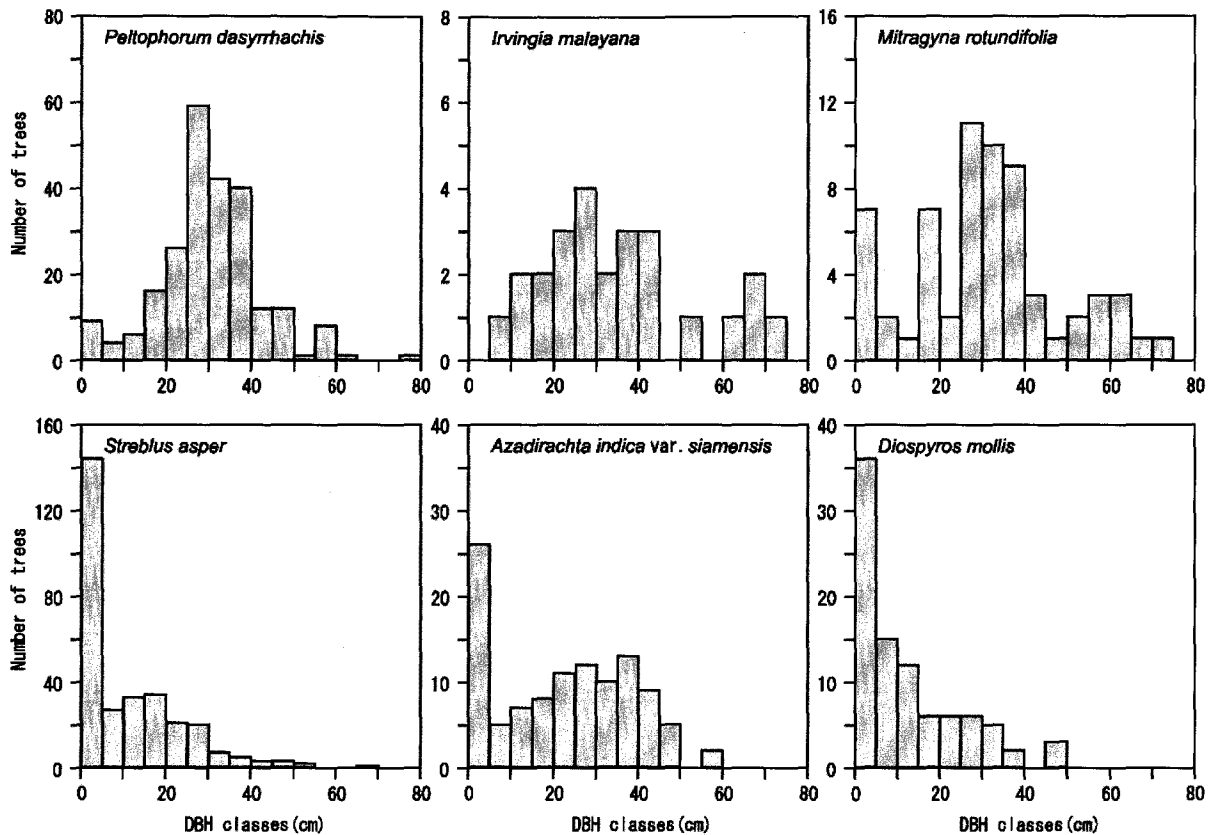 Peltophorum dasyrrhachis
Irvingia malayana
Mitragyna rotundifolia
Number of trees
80
60
40
20
0
0 20 40 60 80
8
6
4
2
0
0 20 40 60 80
16
12
8
4
0
0 20 40 60 80
Streblus asper
Azadirachta indica var. siamensis
Diospyros mollis
Number of trees
160
120
80
40
0
0 20 40 60 80
DBH classes(cm)
40
30
20
10
0
0 20 40 60 80
DBH classes(cm)
40
30
20
10
0
0 20 40 60 80
DBH classes(cm)